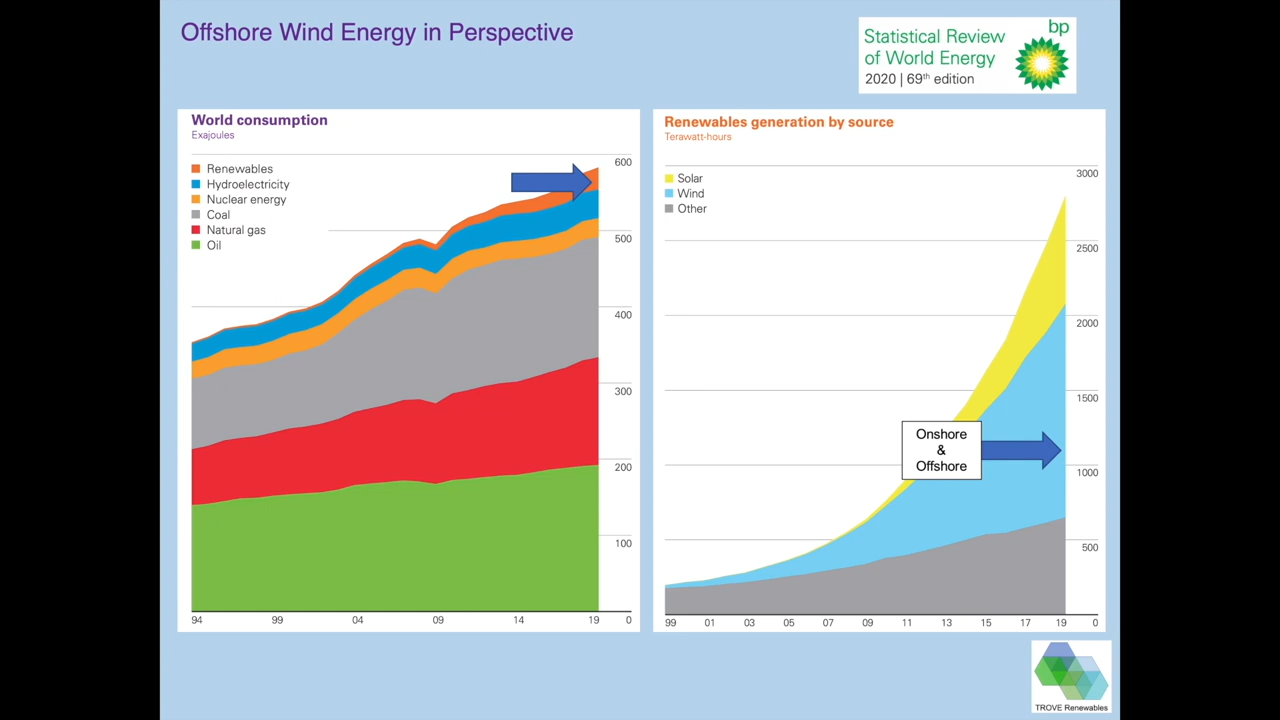 Offshore Wind Energy in Perspective
bp
Statistical Review
of World Energy
2020 | 69th edition
World consumption
Exajoules
Renewables
Hydroelectricity
Nuclear energy
Coal
Natural gas
Oil
600
500
400
300
200
100
0
94 99 04 09 14 19
Renewables generation by source
Terawatt-hours
Solar
Wind
Other
3000
2500
2000
1500
1000
500
0
Onshore
&
Offshore
99 01 03 05 07 09 11 13 15 17 19
TROVE Renewables